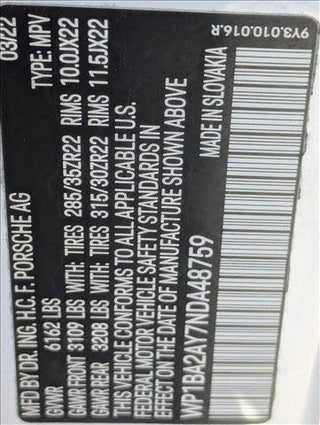 MFD BY DR. ING. H.C. F. PORSCHE AG 03/22
GVWR 6162 LBS TYPE: MPV
GAWR FRONT 3109 LBS WITH: TIRES 285/35ZR22 RIMS 10.0JX22
GAWR REAR 3208 LBS WITH: TIRES 315/30ZR22 RIMS 11.5JX22
THIS VEHICLE CONFORMS TO ALL APPLICABLE U.S.
FEDERAL MOTOR VEHICLE SAFETY STANDARDS IN
EFFECT ON THE DATE OF MANUFACTURE SHOWN ABOVE
WP1BA2AY7NDA48759 MADE IN SLOVAKIA
9Y3.010.016.R